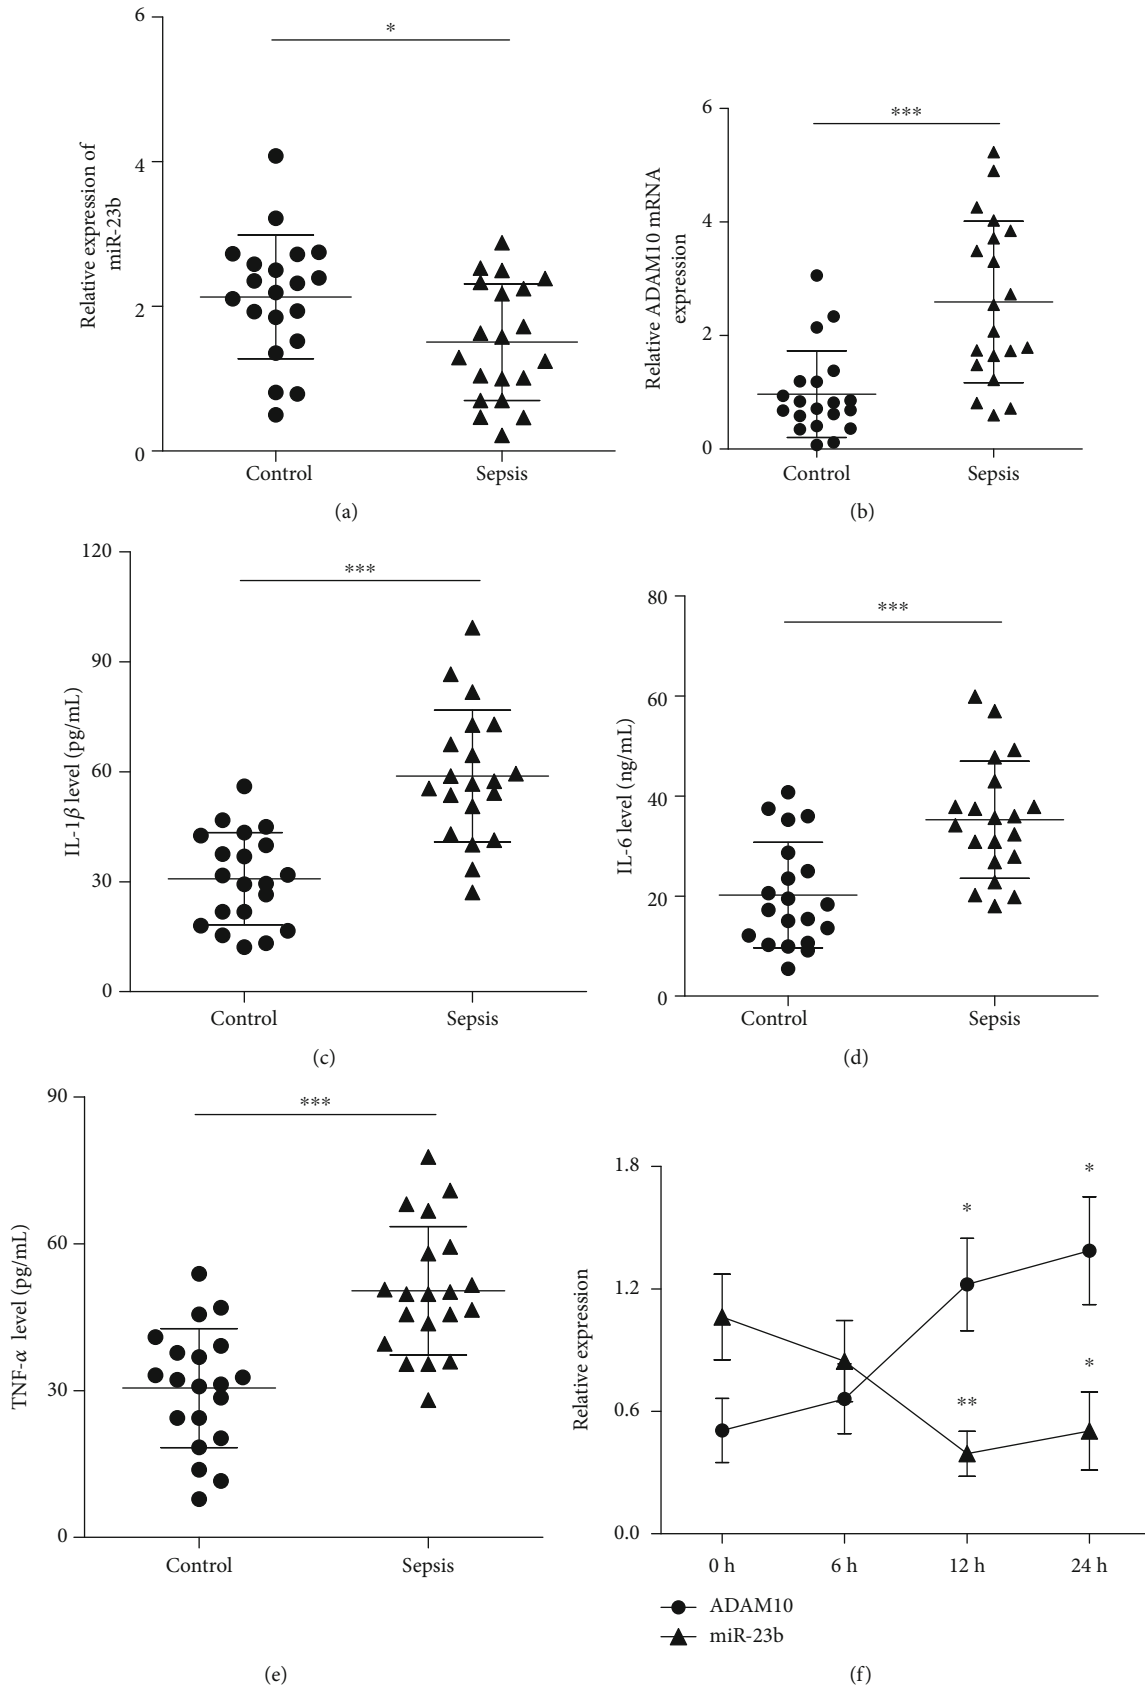 6
4
2
0
Relative expression of
miR-23b
*
Control
Sepsis
(a)
6
4
2
0
Relative ADAM10 mRNA
expression
***
Control
Sepsis
(b)
120
90
60
30
0
IL-1β level (pg/mL)
***
Control
Sepsis
(c)
80
60
40
20
0
IL-6 level (ng/mL)
***
Control
Sepsis
(d)
90
60
30
0
TNF-α level (pg/mL)
***
Control
Sepsis
(e)
1.8
1.2
0.6
0.0
Relative expression
*
*
**
*
0 h
6 h
12 h
24 h
ADAM10
miR-23b
(f)